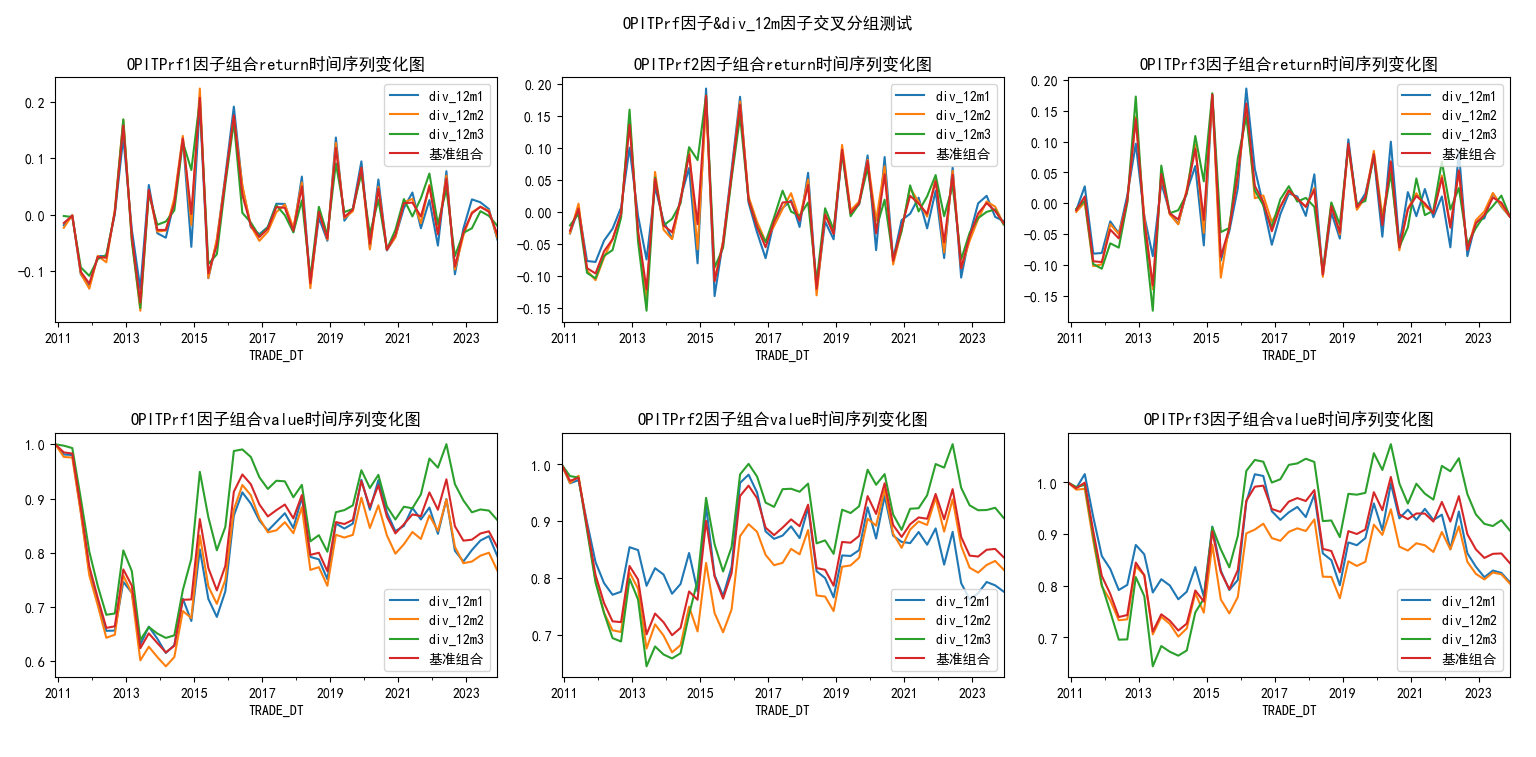 OPITPrf因子&div_12m因子交叉分组测试
OPITPrf1因子组合return时间序列变化图
0.2
0.1
0.0
-0.1
2011
2013
2015
2017
2019
2021
2023
TRADE_DT
div_12m1
div_12m2
div_12m3
基准组合
OPITPrf2因子组合return时间序列变化图
0.20
0.15
0.10
0.05
0.00
-0.05
-0.10
-0.15
2011
2013
2015
2017
2019
2021
2023
TRADE_DT
div_12m1
div_12m2
div_12m3
基准组合
OPITPrf3因子组合return时间序列变化图
0.20
0.15
0.10
0.05
0.00
-0.05
-0.10
-0.15
2011
2013
2015
2017
2019
2021
2023
TRADE_DT
div_12m1
div_12m2
div_12m3
基准组合
OPITPrf1因子组合value时间序列变化图
1.0
0.9
0.8
0.7
0.6
2011
2013
2015
2017
2019
2021
2023
TRADE_DT
div_12m1
div_12m2
div_12m3
基准组合
OPITPrf2因子组合value时间序列变化图
1.0
0.9
0.8
0.7
2011
2013
2015
2017
2019
2021
2023
TRADE_DT
div_12m1
div_12m2
div_12m3
基准组合
OPITPrf3因子组合value时间序列变化图
1.0
0.9
0.8
0.7
2011
2013
2015
2017
2019
2021
2023
TRADE_DT
div_12m1
div_12m2
div_12m3
基准组合